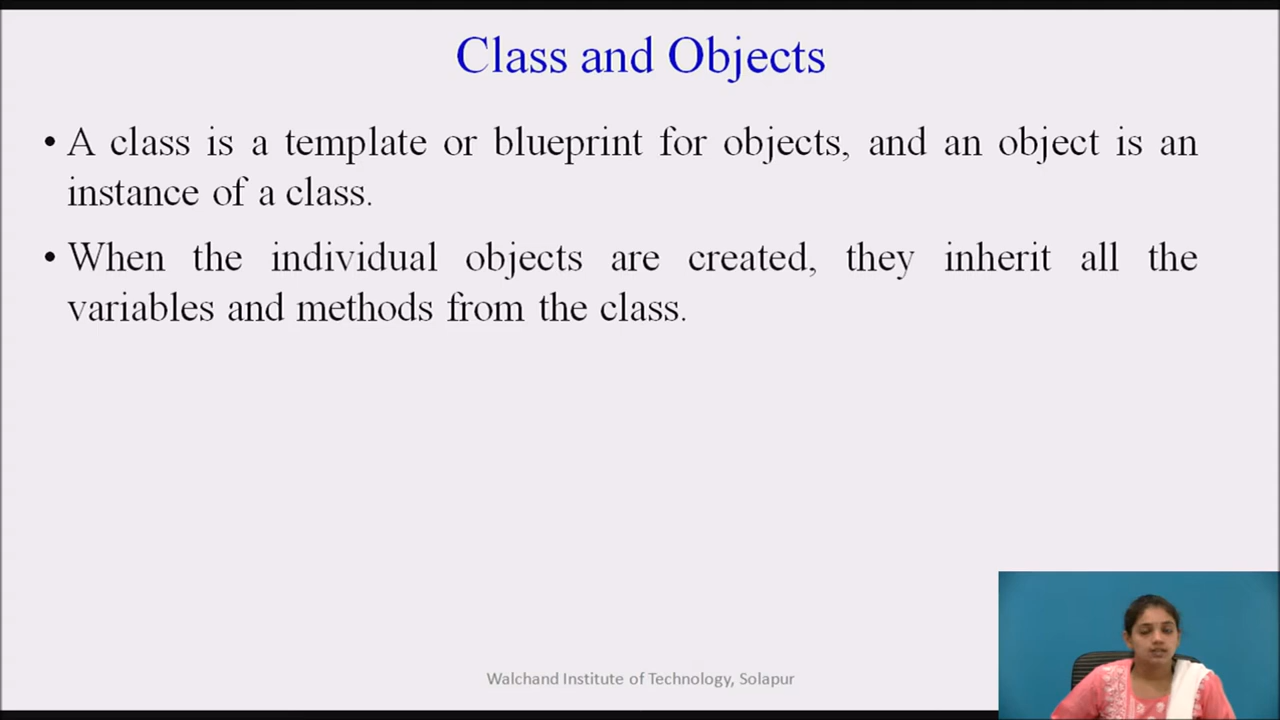 Class and Objects
• A class is a template or blueprint for objects, and an object is an
instance of a class.
• When the individual objects are created, they inherit all the
variables and methods from the class.
Walchand Institute of Technology, Solapur